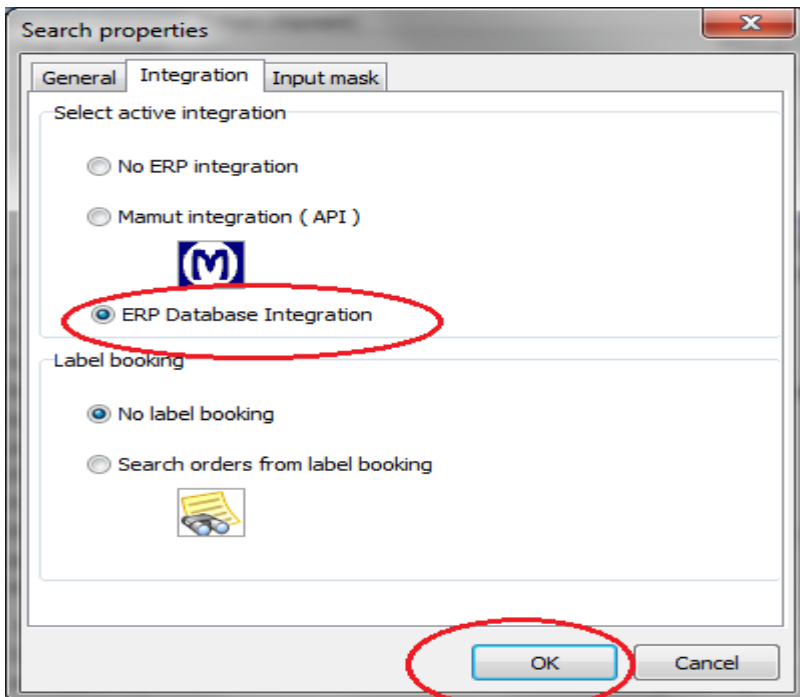 Search properties
General Integration Input mask
Select active integration
No ERP integration
Mamut integration ( API )
(M)
ERP Database Integration
Label booking
No label booking
Search orders from label booking
OK Cancel